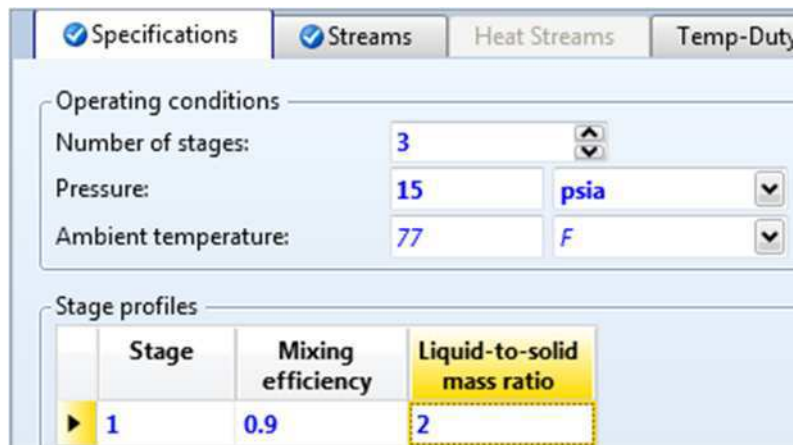 Specifications Streams Heat Streams Temp-Duty
Operating conditions
Number of stages: 3
Pressure: 15 psia
Ambient temperature: 77 F
Stage profiles
Stage Mixing efficiency Liquid-to-solid mass ratio
1 0.9 2